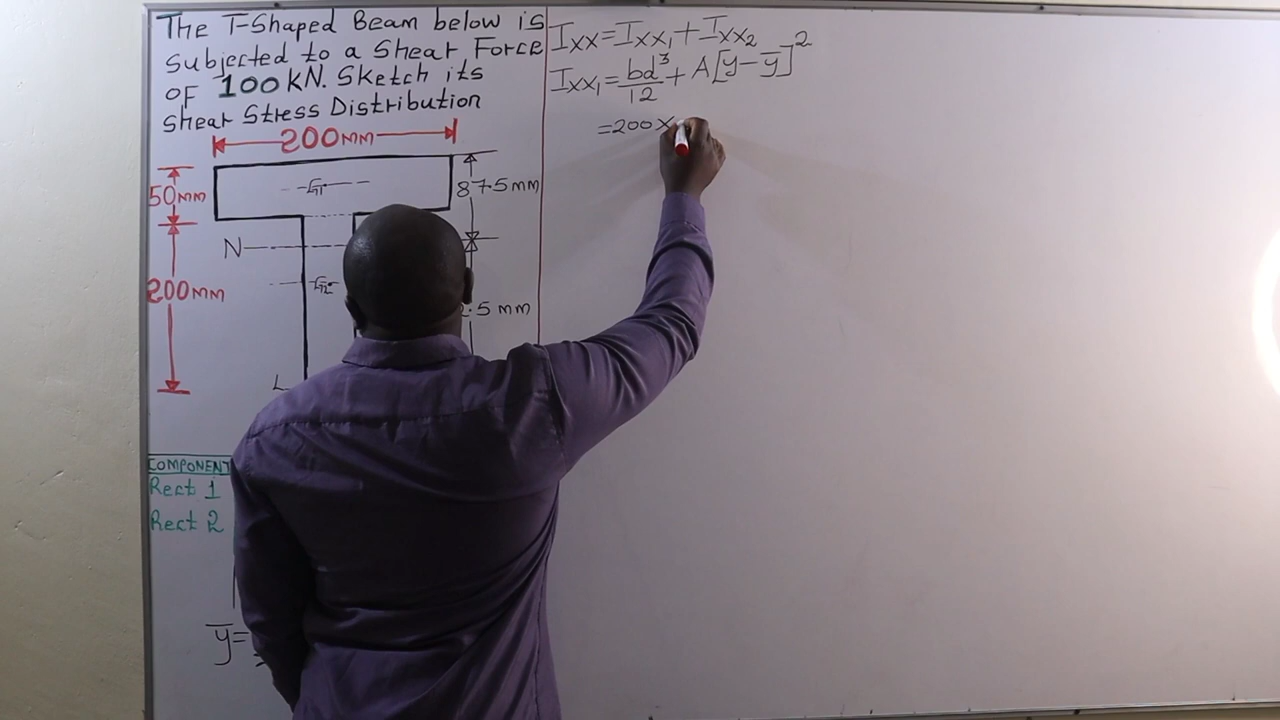 The T-Shaped Beam below is
subjected to a Shear Force
OF 100 kN. Sketch its
Shear Stress Distribution
200mm
50mm
87.5mm
N
200mm
2.5 mm
L
COMPONENT
Rect 1
Rect 2
y̅=
Ixx=Ixx₁+Ixx₂
Ixx₁=bd³/12+A[y-y̅]²
=200×